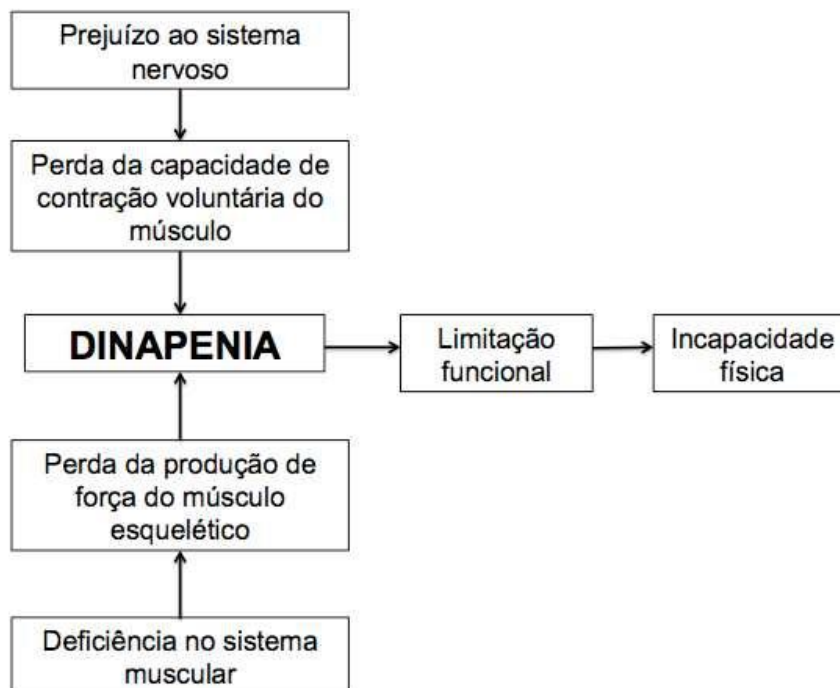 Prejuízo ao sistema
nervoso
Perda da capacidade de
contração voluntária do
músculo
DINAPENIA
Limitação
funcional
Incapacidade
física
Perda da produção de
força do músculo
esquelético
Deficiência no sistema
muscular